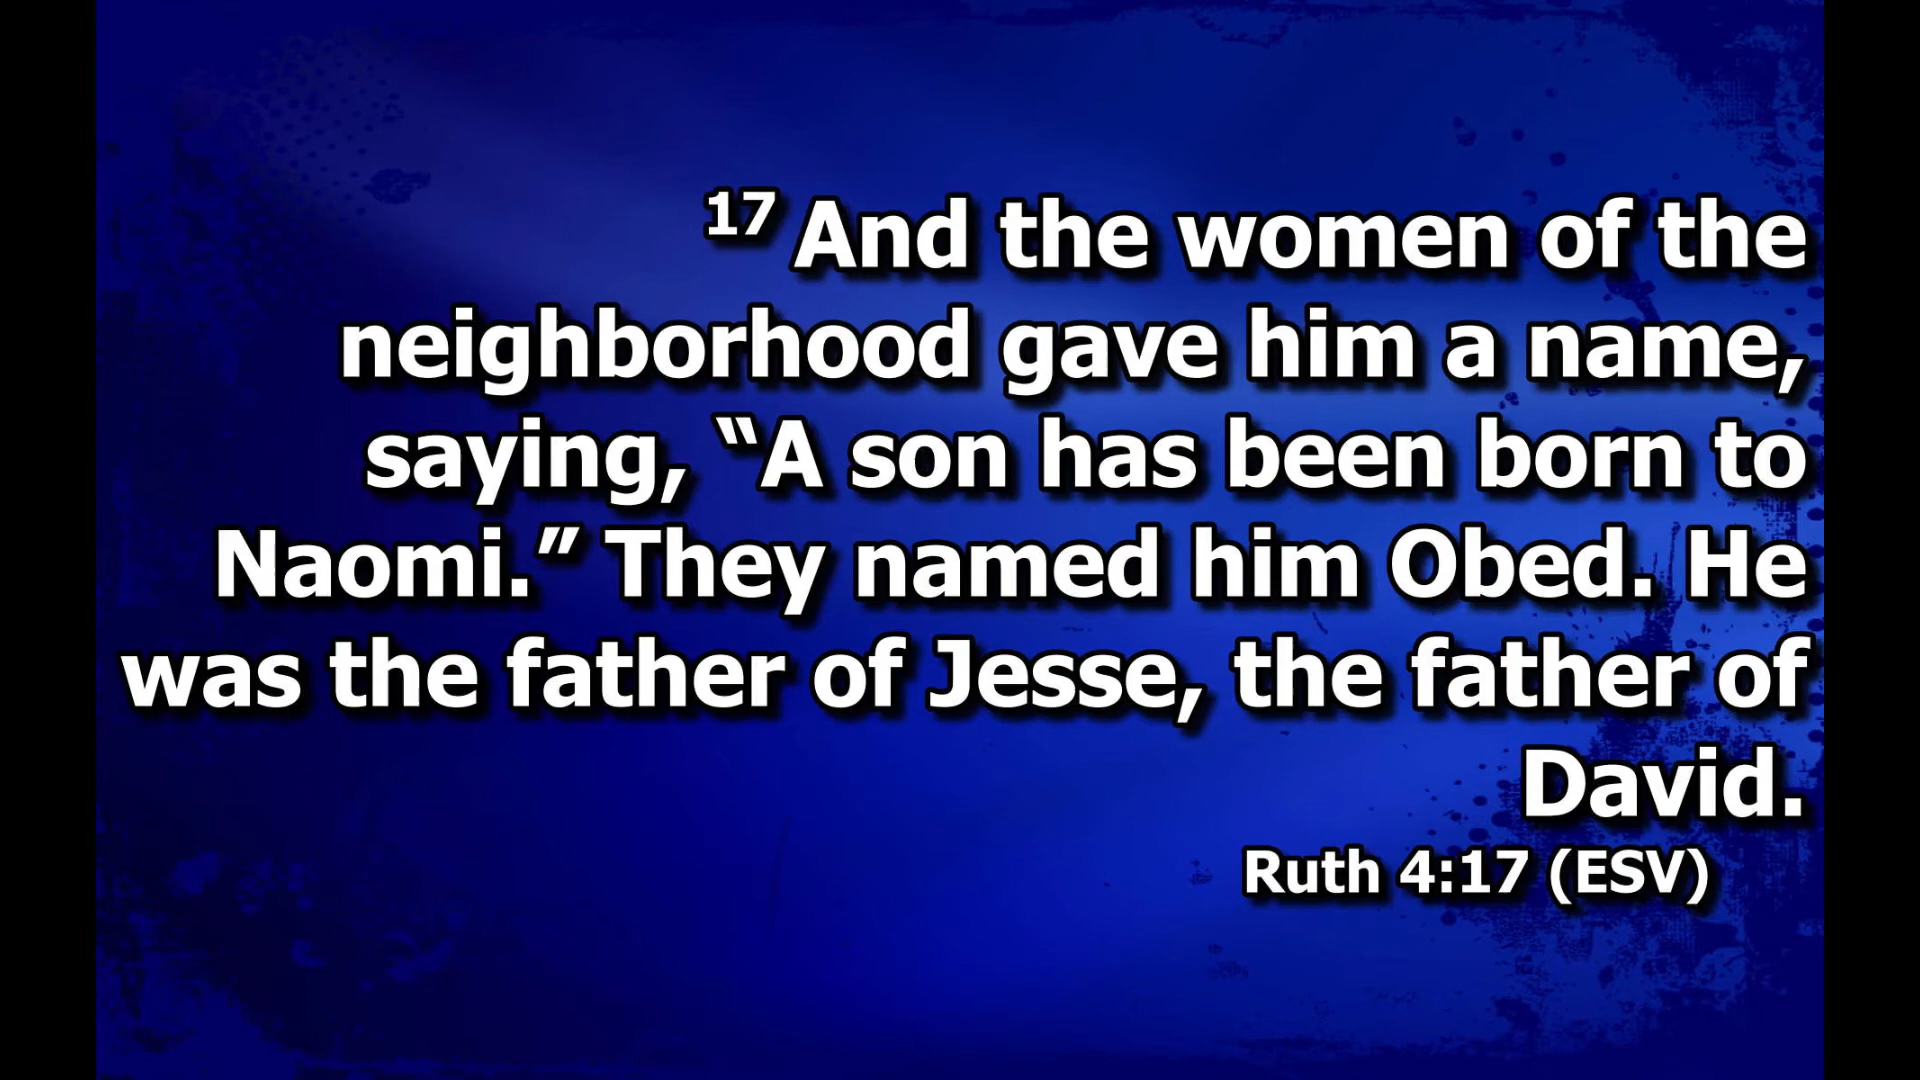 17 And the women of the
neighborhood gave him a name,
saying, “A son has been born to
Naomi.” They named him Obed. He
was the father of Jesse, the father of
David.
Ruth 4:17 (ESV)